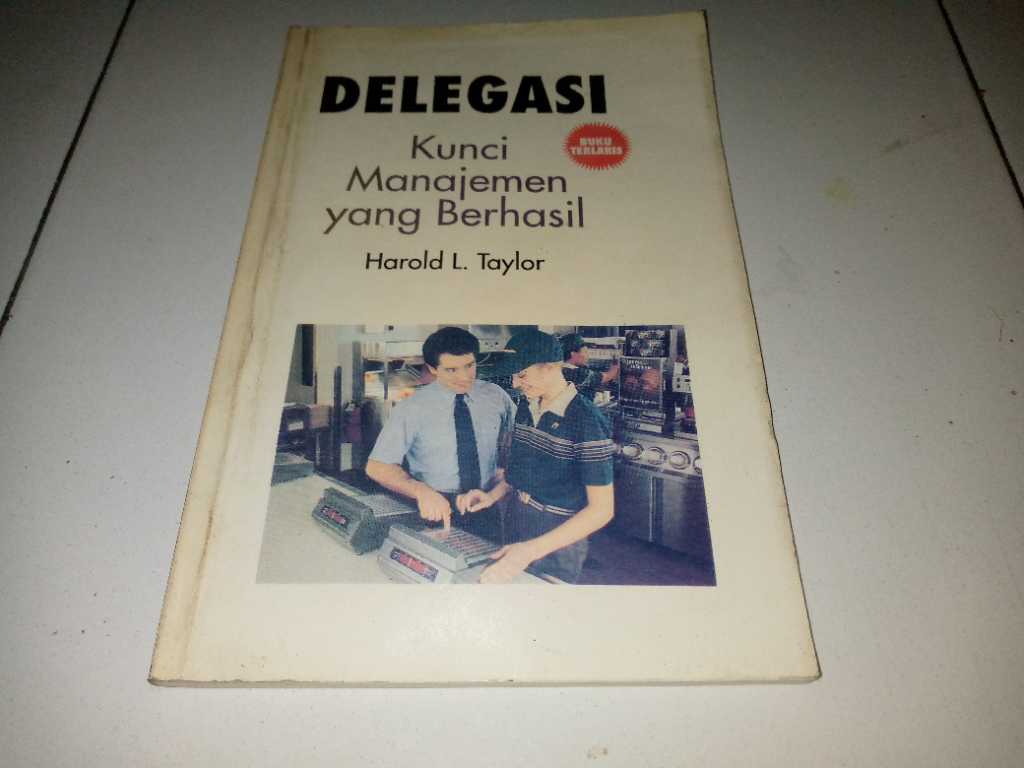 DELEGASI
Kunci
Manajemen
yang Berhasil
BUKU
TERLARIS
Harold L. Taylor